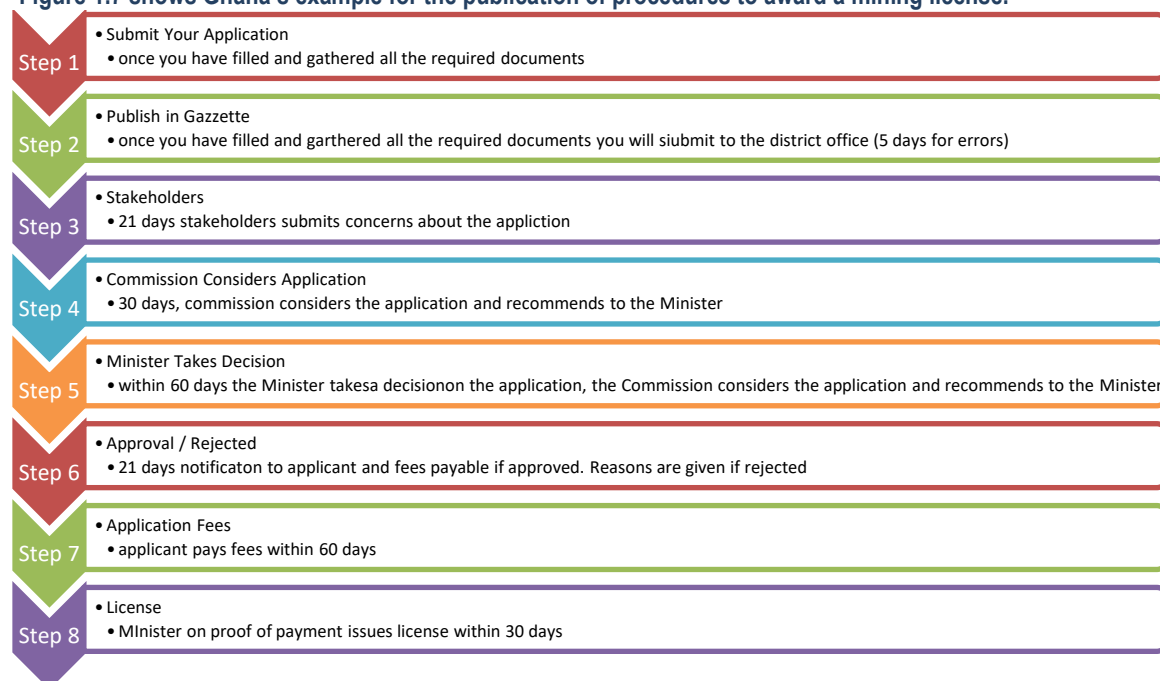 Figure 1.7 shows Ghana's example for the publication of procedures to award a mining license.
Step 1
• Submit Your Application
• once you have filled and gathered all the required documents
Step 2
• Publish in Gazzette
• once you have filled and garthered all the required documents you will siubmit to the district office (5 days for errors)
Step 3
• Stakeholders
• 21 days stakeholders submits concerns about the appliction
Step 4
• Commission Considers Application
• 30 days, commission considers the application and recommends to the Minister
Step 5
• Minister Takes Decision
• within 60 days the Minister takesa decisionon the application, the Commission considers the application and recommends to the Minister
Step 6
• Approval / Rejected
• 21 days notificaton to applicant and fees payable if approved. Reasons are given if rejected
Step 7
• Application Fees
• applicant pays fees within 60 days
Step 8
• License
• MInister on proof of payment issues license within 30 days